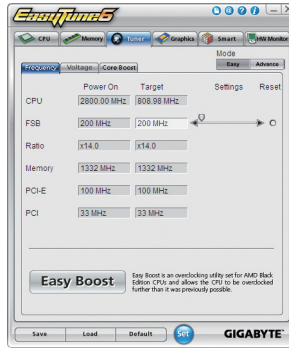 EasyTune6
CPU Memory Tuner Graphics Smart HW Monitor
Mode
Easy Advance
Frequency Voltage Core Boost
Power On Target Settings Reset
CPU 2800.00 MHz 808.98 MHz
FSB 200 MHz 200 MHz
Ratio x14.0 x14.0
Memory 1332 MHz 1332 MHz
PCI-E 100 MHz 100 MHz
PCI 33 MHz 33 MHz
Easy Boost
Easy Boost is an overclocking utility set for AMD Black
Edition CPUs and allows the CPU to be overclocked
further than it was previously possible.
Save Load Default Set GIGABYTE